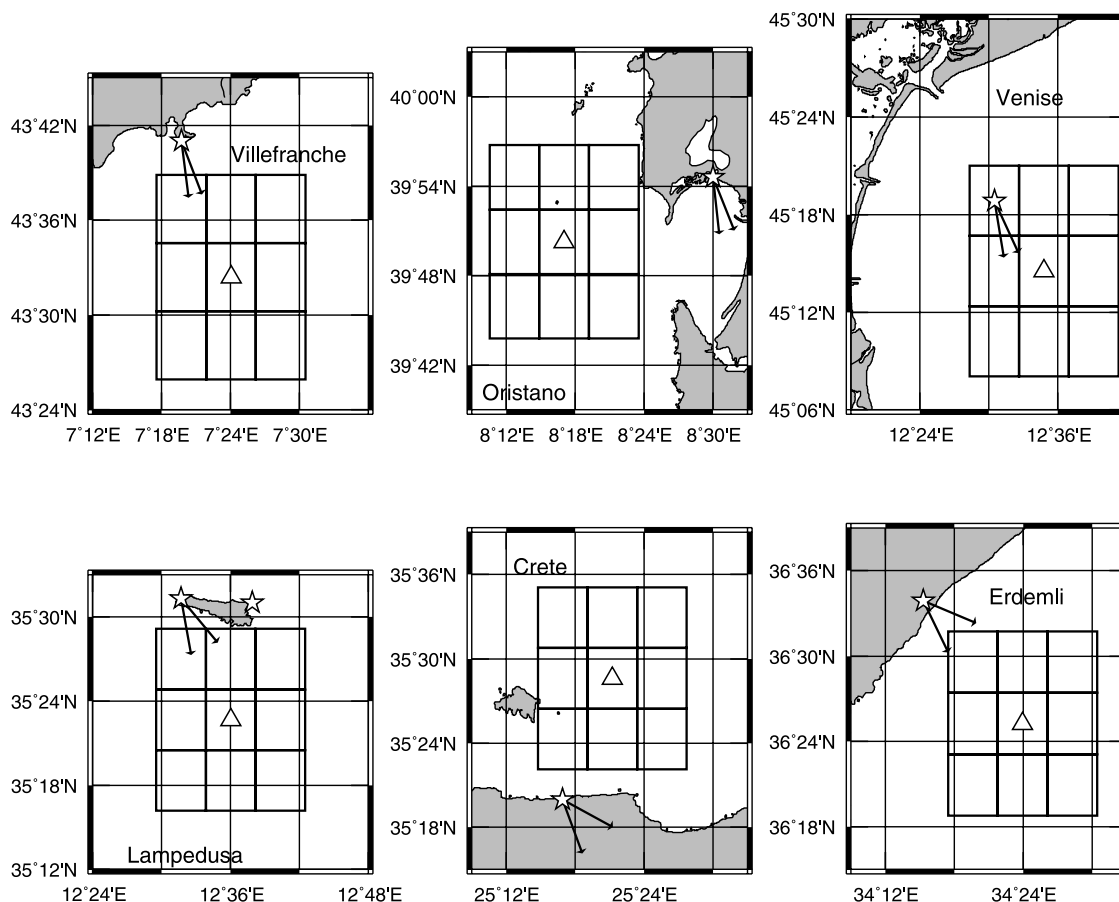 Villefranche
43˚42'N
43˚36'N
43˚30'N
43˚24'N
7˚12'E 7˚18'E 7˚24'E 7˚30'E
Oristano
40˚00'N
39˚54'N
39˚48'N
39˚42'N
8˚12'E 8˚18'E 8˚24'E 8˚30'E
Venise
45˚30'N
45˚24'N
45˚18'N
45˚12'N
45˚06'N
12˚24'E 12˚36'E
Lampedusa
35˚30'N
35˚24'N
35˚18'N
35˚12'N
12˚24'E 12˚36'E 12˚48'E
Crete
35˚36'N
35˚30'N
35˚24'N
35˚18'N
25˚12'E 25˚24'E
Erdemli
36˚36'N
36˚30'N
36˚24'N
36˚18'N
34˚12'E 34˚24'E